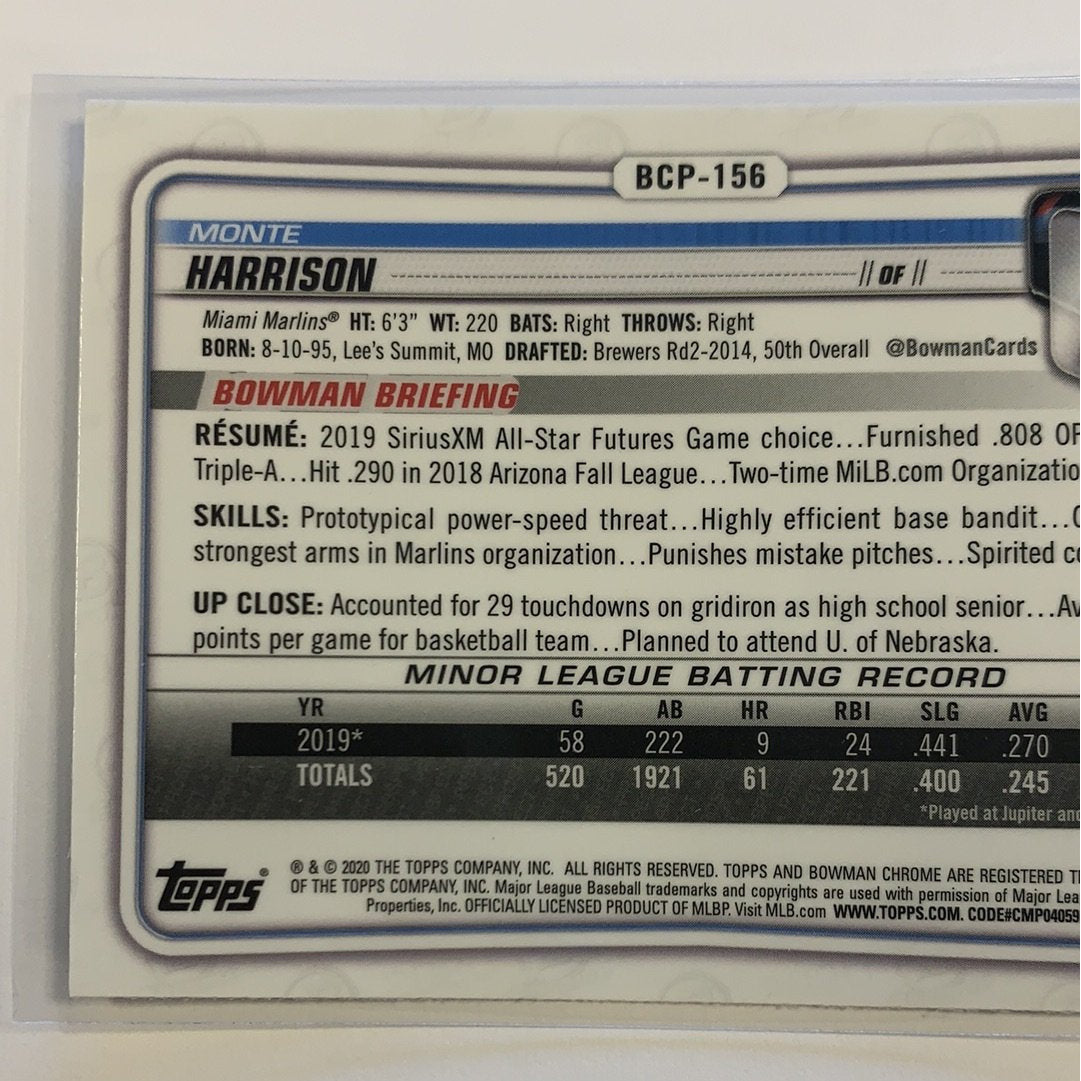 BCP-156
MONTE
HARRISON // OF //
Miami Marlins® HT: 6'3" WT: 220 BATS: Right THROWS: Right
BORN: 8-10-95, Lee's Summit, MO DRAFTED: Brewers Rd2-2014, 50th Overall @BowmanCards
BOWMAN BRIEFING
RÉSUMÉ: 2019 SiriusXM All-Star Futures Game choice...Furnished .808
Triple-A...Hit .290 in 2018 Arizona Fall League...Two-time MiLB.com
SKILLS: Prototypical power-speed threat...Highly efficient base bandit...
strongest arms in Marlins organization...Punishes mistake pitches...Spirited
UP CLOSE: Accounted for 29 touchdowns on gridiron as high school senior...
points per game for basketball team...Planned to attend U. of Nebraska.
MINOR LEAGUE BATTING RECORD
YR G AB HR RBI SLG AVG
2019* 58 222 9 24 .441 .270
TOTALS 520 1921 61 221 .400 .245
*Played at Jupiter and
Topps® ® & © 2020 THE TOPPS COMPANY, INC. ALL RIGHTS RESERVED. TOPPS AND BOWMAN CHROME ARE REGISTERED
OF THE TOPPS COMPANY, INC. Major League Baseball trademarks and copyrights are used with permission of Major
Properties, Inc. OFFICIALLY LICENSED PRODUCT OF MLBP. Visit MLB.com WWW.TOPPS.COM. CODE#CMP04059